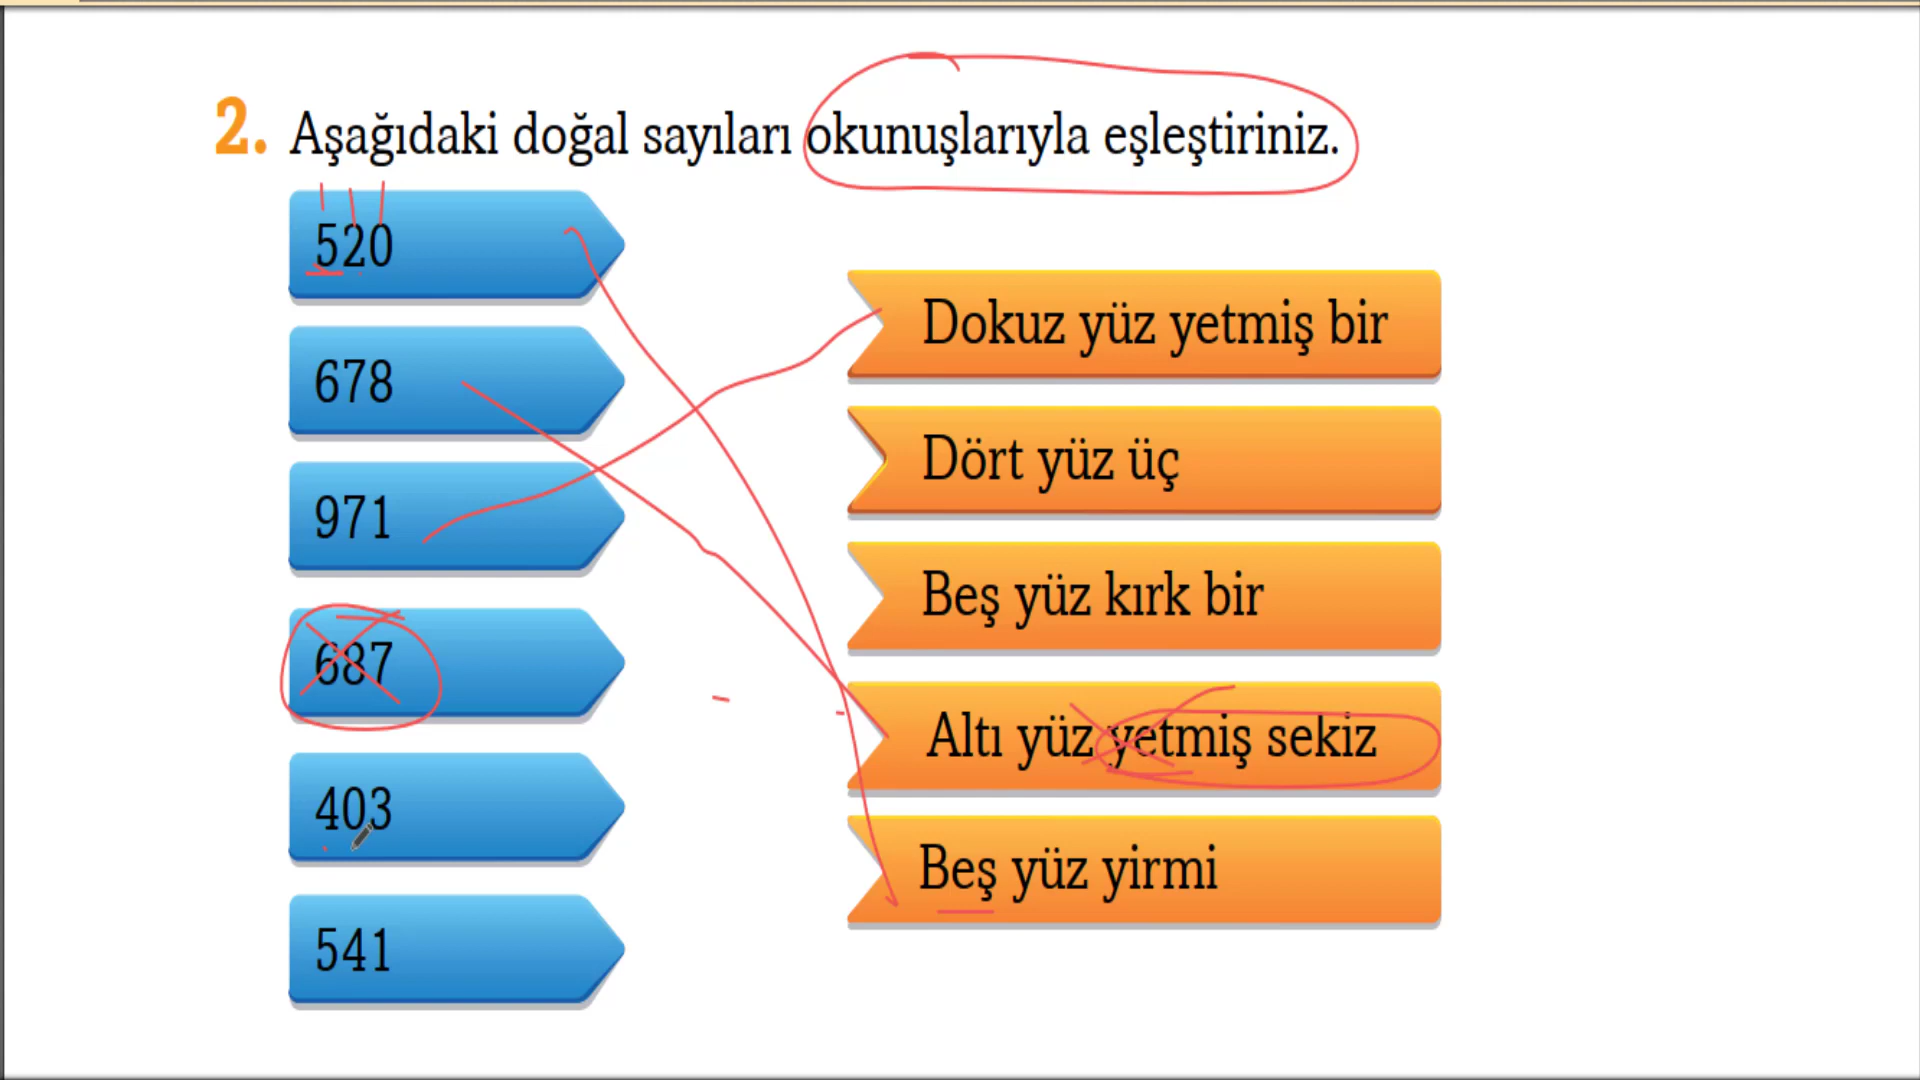 2. Aşağıdaki doğal sayıları okunuşlarıyla eşleştiriniz.
520
678
971
687
403
541
Dokuz yüz yetmiş bir
Dört yüz üç
Beş yüz kırk bir
Altı yüz yetmiş sekiz
Beş yüz yirmi